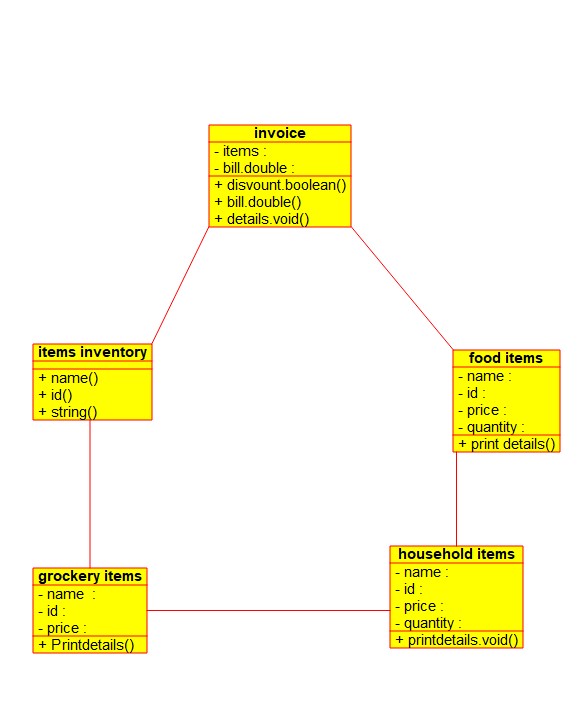 invoice
- items :
- bill.double :
+ disvount.boolean()
+ bill.double()
+ details.void()
items inventory
+ name()
+ id()
+ string()
food items
- name :
- id :
- price :
- quantity :
+ print details()
grockery items
- name  :
- id :
- price :
+ Printdetails()
household items
- name :
- id :
- price :
- quantity :
+ printdetails.void()